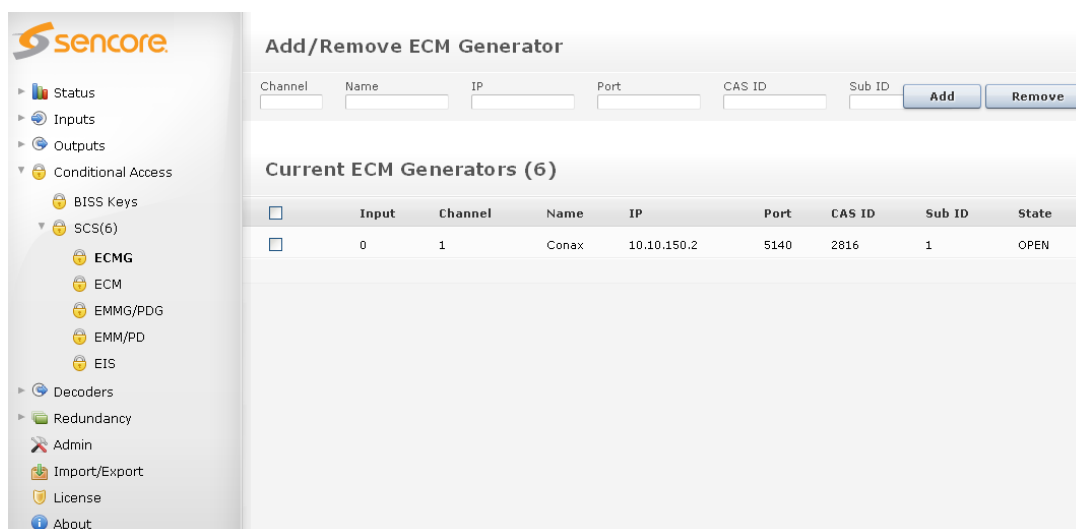 sencore
Status
Inputs
Outputs
Conditional Access
BISS Keys
SCS(6)
ECMG
ECM
EMMG/PDG
EMM/PD
EIS
Decoders
Redundancy
Admin
Import/Export
License
About
Add/Remove ECM Generator
Channel Name IP Port CAS ID Sub ID Add Remove
Current ECM Generators (6)
Input Channel Name IP Port CAS ID Sub ID State
0 1 Conax 10.10.150.2 5140 2816 1 OPEN